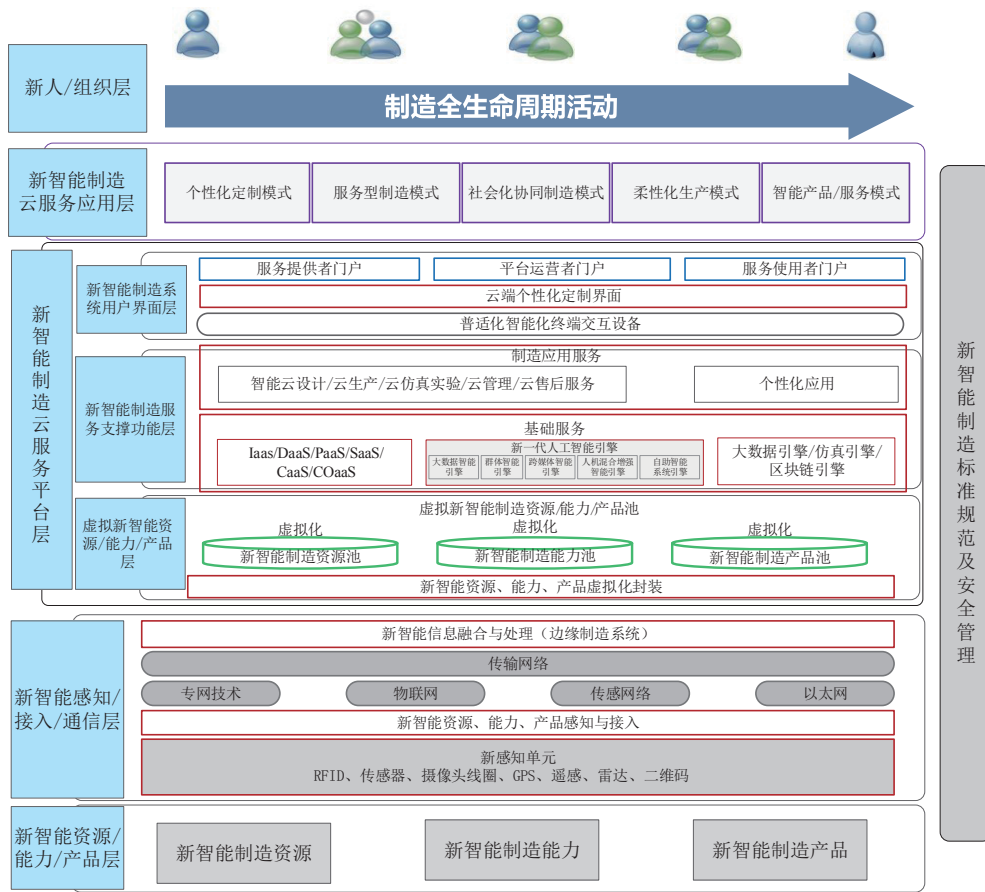 新人/组织层
制造全生命周期活动
新智能制造
云服务应用层
个性化定制模式
服务型制造模式
社会化协同制造模式
柔性化生产模式
智能产品/服务模式
新智能制造云服务平台层
新智能制造系
统用户界面层
服务提供者门户
平台运营者门户
服务使用者门户
云端个性化定制界面
普适化智能化终端交互设备
新智能制造服
务支撑功能层
制造应用服务
智能云设计/云生产/云仿真实验/云管理/云售后服务
个性化应用
基础服务
Iaas/DaaS/PaaS/SaaS/
CaaS/COaaS
新一代人工智能引擎
大数据智能
引擎
群体智能
引擎
跨媒体智能
引擎
人机混合增强
智能引擎
自助智能
系统引擎
大数据引擎/仿真引擎/
区块链引擎
虚拟新智能资
源/能力/产品
层
虚拟新智能制造资源/能力/产品池
虚拟化
虚拟化
虚拟化
新智能制造资源池
新智能制造能力池
新智能制造产品池
新智能资源、能力、产品虚拟化封装
新智能感知/
接入/通信层
新智能信息融合与处理（边缘制造系统）
传输网络
专网技术
物联网
传感网络
以太网
新智能资源、能力、产品感知与接入
新感知单元
RFID、传感器、摄像头线圈、GPS、遥感、雷达、二维码
新智能资源/
能力/产品层
新智能制造资源
新智能制造能力
新智能制造产品
新智能制造标准规范及安全管理